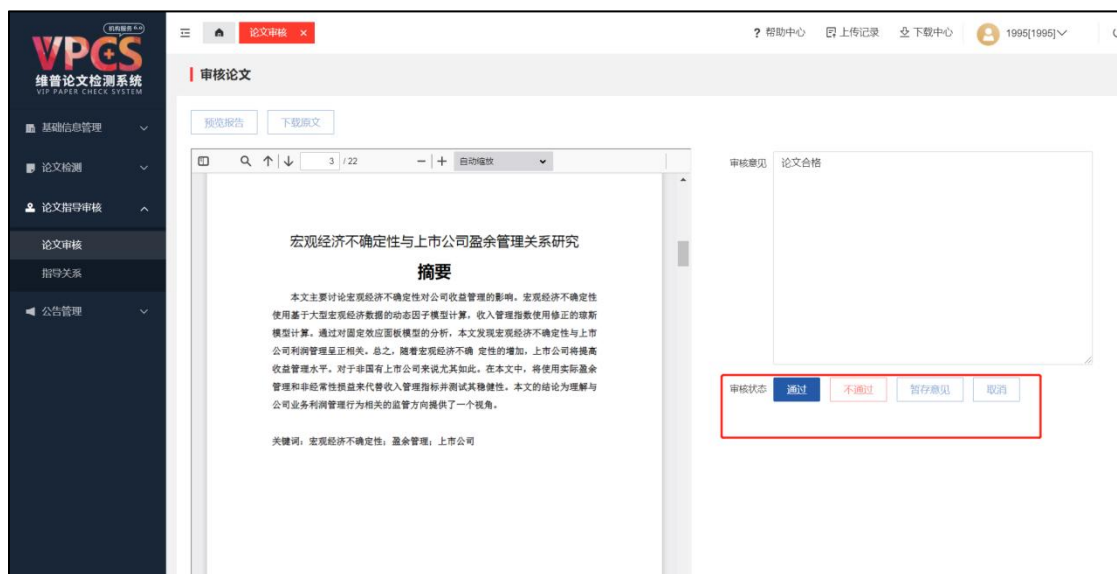 机构服务 6.0
VPCS
维普论文检测系统
VIP PAPER CHECK SYSTEM
论文审核 ×
? 帮助中心 上传记录 下载中心 1995[1995]
审核论文
基础信息管理
论文检测
论文指导审核
论文审核
指导关系
公告管理
预览报告 下载原文
3 / 22 自动缩放
宏观经济不确定性与上市公司盈余管理关系研究
摘要
本文主要讨论宏观经济不确定性对公司收益管理的影响。宏观经济不确定性
使用基于大型宏观经济数据的动态因子模型计算，收入管理指数使用修正的琼斯
模型计算。通过对固定效应面板模型的分析，本文发现宏观经济不确定性与上市
公司利润管理呈正相关。总之，随着宏观经济不确 定性的增加，上市公司将提高
收益管理水平。对于非国有上市公司来说尤其如此。在本文中，将使用实际盈余
管理和非经常性损益来代替收入管理指标并测试其稳健性。本文的结论为理解与
公司业务利润管理行为相关的监管方向提供了一个视角。
关键词：宏观经济不确定性；盈余管理；上市公司
审核意见 论文合格
审核状态 通过 不通过 暂存意见 取消